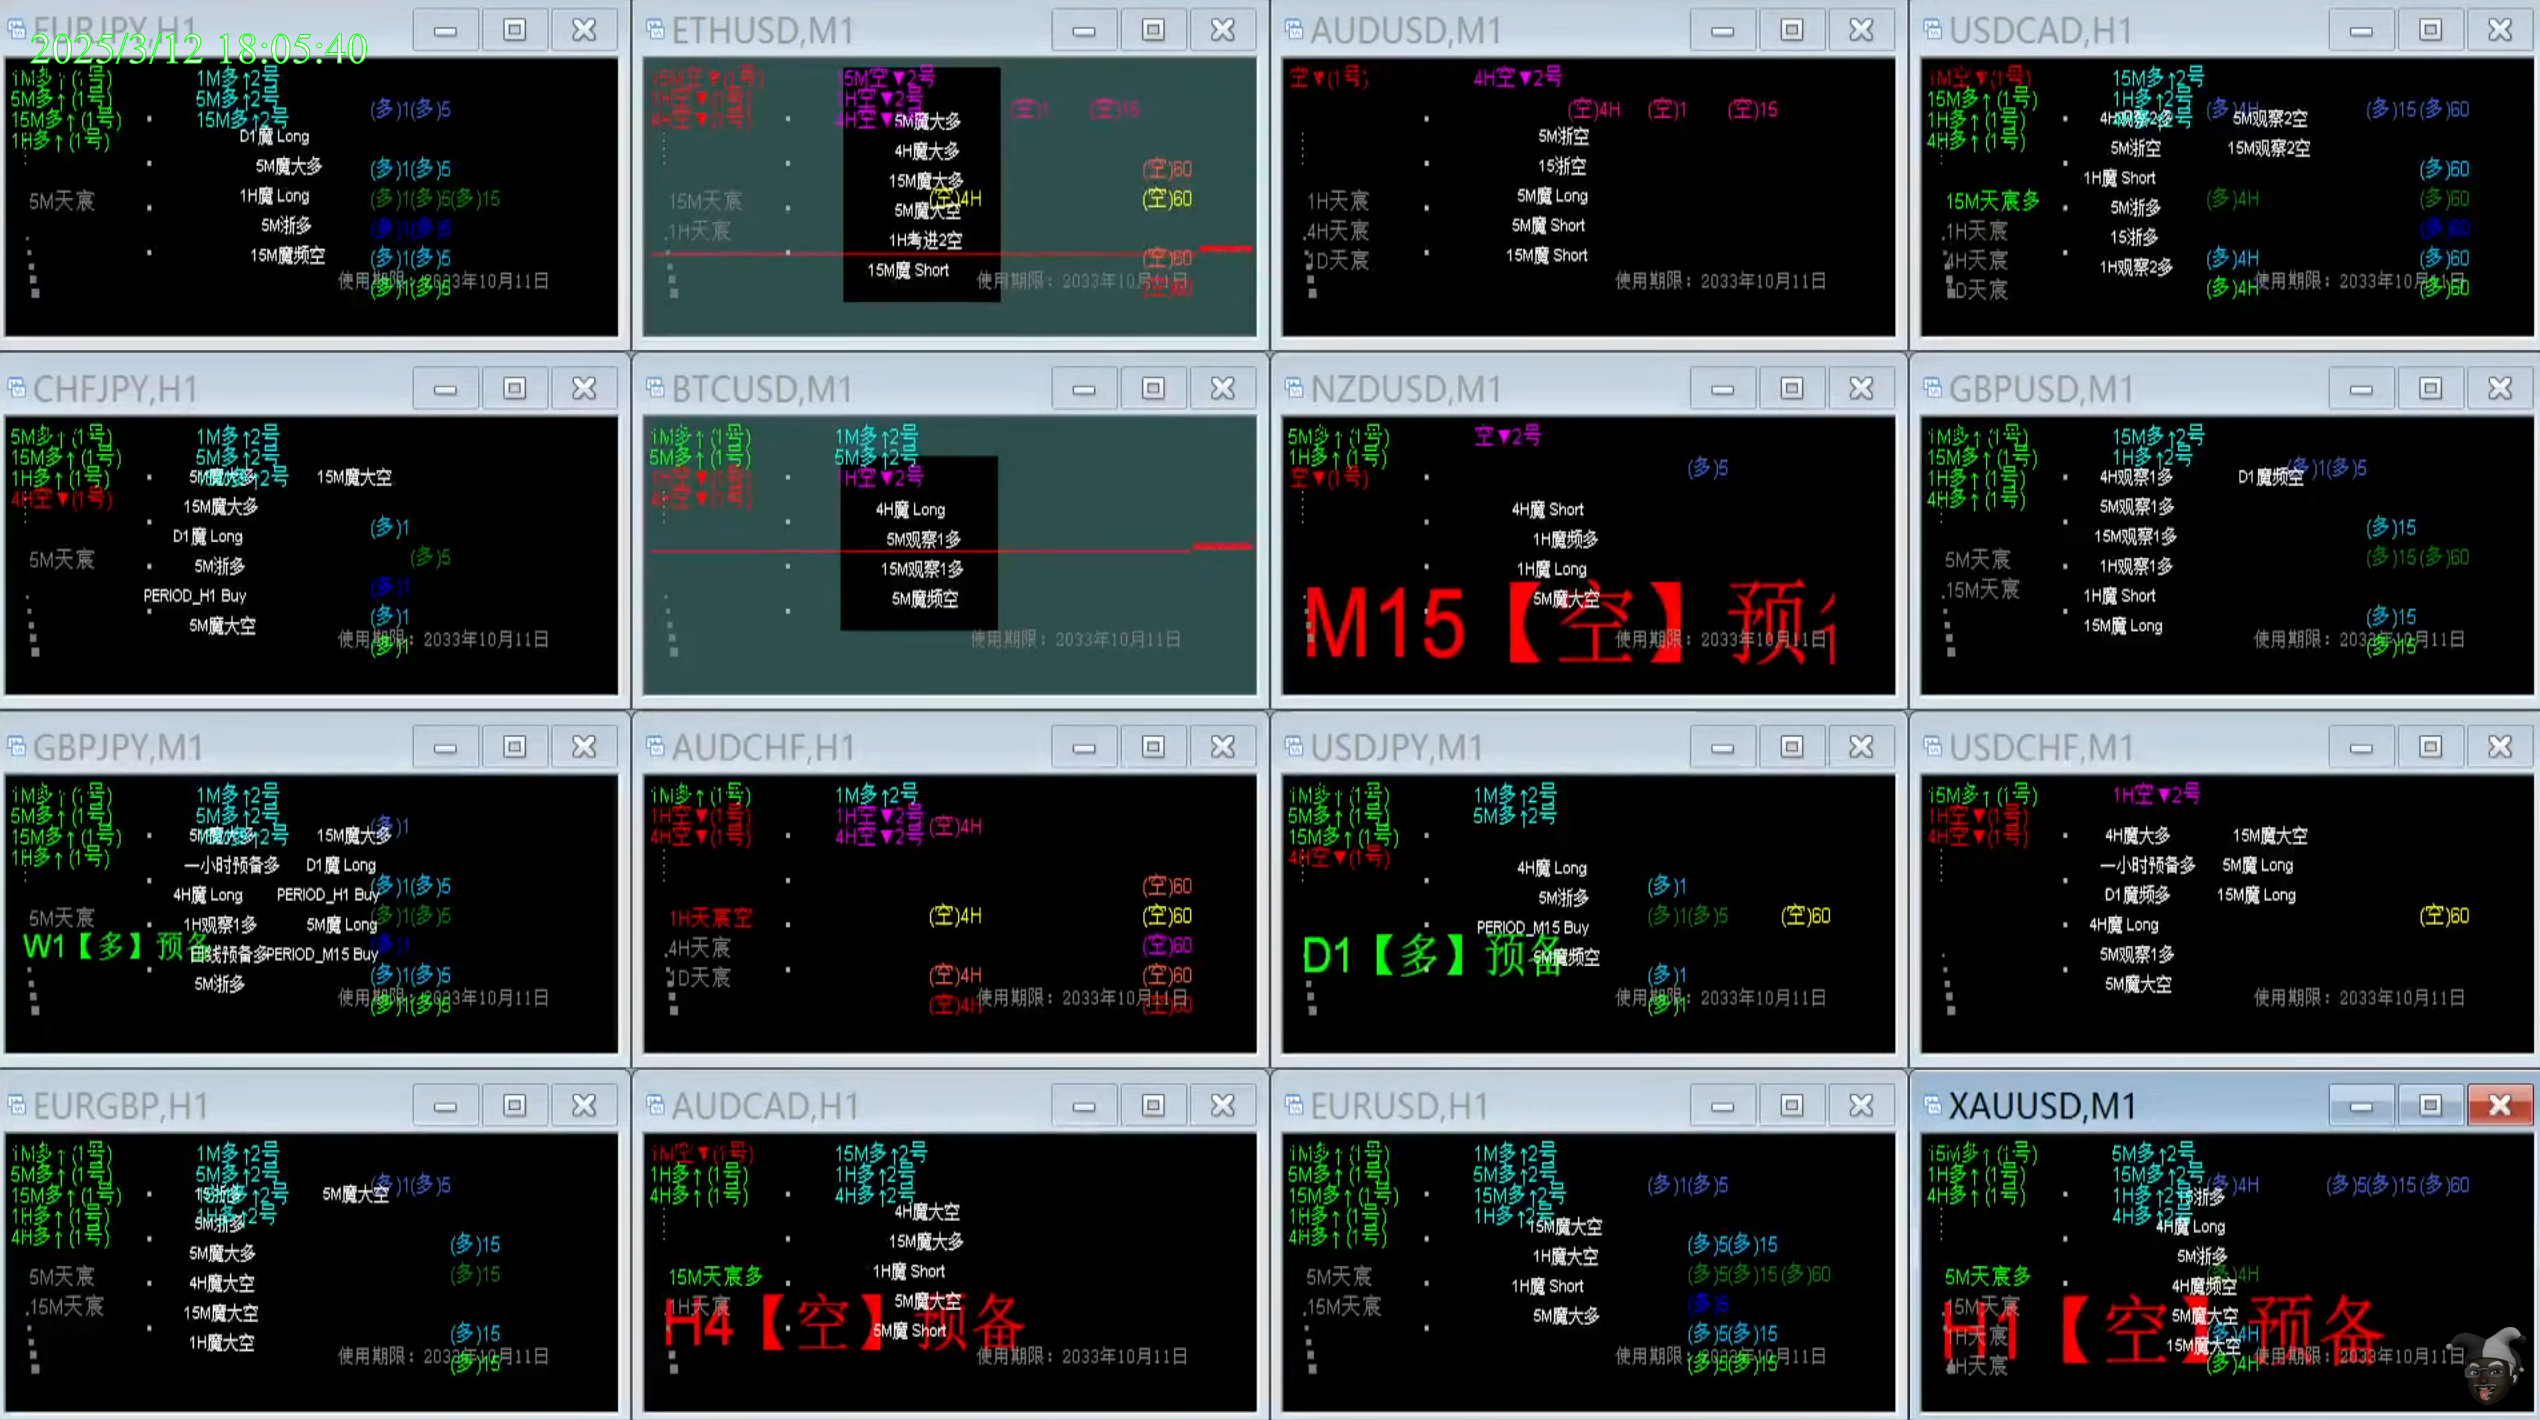 EURJPY,H1
2025/3/12 18:05:40
1M多↑(1号)
5M多↑(1号)
15M多↑(1号)
1H多↑(1号)
1M多↑2号
5M多↑2号
15M多↑2号
(多)1(多)5
D1魔 Long
5M魔大多
(多)1(多)5
5M天宸
1H魔 Long
(多)1(多)5(多)15
5M浙多
(多)1(多)5
15M魔频空
(多)1(多)5
使用期限：2033年10月11日
(多)1(多)5
ETHUSD,M1
15M空▼(1号)
1H空▼(1号)
4H空▼(1号)
15M空▼2号
1H空▼2号
4H空▼2号
(空)1
(空)15
5M魔大多
4H魔大多
15M魔大多
(空)60
15M天宸
(空)4H
(空)60
5M魔大空
1H天宸
1H考进2空
(空)60
15M魔 Short
使用期限：2033年10月11日
(空)60
AUDUSD,M1
空▼(1号)
4H空▼2号
(空)4H
(空)1
(空)15
5M浙空
15浙空
1H天宸
5M魔 Long
4H天宸
5M魔 Short
1D天宸
15M魔 Short
使用期限：2033年10月11日
USDCAD,H1
1M空▼(1号)
15M多↑(1号)
1H多↑(1号)
4H多↑(1号)
15M多↑2号
1H多↑2号
4H多↑2号
(多)4H
(多)15(多)60
4H观察2多
5M观察2空
5M浙空
15M观察2空
1H魔 Short
(多)60
15M天宸多
5M浙多
(多)4H
(多)60
1H天宸
15浙多
(多)60
4H天宸
1H观察2多
(多)4H
(多)60
D天宸
使用期限：2033年10月11日
(多)4H
(多)60
CHFJPY,H1
5M多↑(1号)
15M多↑(1号)
1H多↑(1号)
4H空▼(1号)
1M多↑2号
5M多↑2号
5M魔大多
15M魔大空
15M魔大多
D1魔 Long
(多)1
5M天宸
5M浙多
(多)5
PERIOD_H1 Buy
(多)1
5M魔大空
(多)1
使用期限：2033年10月11日
(多)1
BTCUSD,M1
1M多↑(1号)
5M多↑(1号)
1H空▼(1号)
4H空▼(1号)
1M多↑2号
5M多↑2号
1H空▼2号
4H魔 Long
5M观察1多
15M观察1多
5M魔频空
使用期限：2033年10月11日
NZDUSD,M1
5M多↑(1号)
1H多↑(1号)
空▼(1号)
空▼2号
(多)5
4H魔 Short
1H魔频多
1H魔 Long
5M魔大空
M15【空】预
使用期限：2033年10月11日
GBPUSD,M1
1M多↑(1号)
15M多↑(1号)
1H多↑(1号)
4H多↑(1号)
15M多↑2号
1H多↑2号
(多)1(多)5
4H观察1多
D1魔频空
5M观察1多
15M观察1多
(多)15
5M天宸
1H观察1多
(多)15(多)60
15M天宸
1H魔 Short
15M魔 Long
(多)15
使用期限：2033年10月11日
(多)15
GBPJPY,M1
1M多↑(1号)
5M多↑(1号)
15M多↑(1号)
1H多↑(1号)
1M多↑2号
5M多↑2号
15M多↑2号
(多)1
5M魔大多
15M魔大多
一小时预备多
D1魔 Long
4H魔 Long
PERIOD_H1 Buy
(多)1(多)5
5M天宸
1H观察1多
5M魔 Long
(多)1(多)5
W1【多】预备
日线预备多
PERIOD_M15 Buy
(多)1
5M浙多
(多)1(多)5
使用期限：2033年10月11日
(多)1(多)5
AUDCHF,H1
1M多↑(1号)
1H空▼(1号)
4H空▼(1号)
1M多↑2号
1H空▼2号
4H空▼2号
(空)4H
(空)60
1H天宸空
(空)4H
(空)60
4H天宸
(空)60
1D天宸
(空)4H
(空)60
(空)4H
使用期限：2033年10月11日
(空)60
USDJPY,M1
1M多↑(1号)
5M多↑(1号)
15M多↑(1号)
4H空▼(1号)
1M多↑2号
5M多↑2号
4H魔 Long
5M浙多
(多)1
PERIOD_M15 Buy
(多)1(多)5
(空)60
D1【多】预备
5M魔频空
(多)1
使用期限：2033年10月11日
(多)1
USDCHF,M1
15M多↑(1号)
1H空▼(1号)
4H空▼(1号)
1H空▼2号
4H魔大多
15M魔大空
一小时预备多
5M魔 Long
D1魔频多
15M魔 Long
4H魔 Long
(空)60
5M观察1多
5M魔大空
使用期限：2033年10月11日
EURGBP,H1
1M多↑(1号)
5M多↑(1号)
15M多↑(1号)
1H多↑(1号)
4H多↑(1号)
1M多↑2号
5M多↑2号
15M多↑2号
1H多↑2号
(多)1(多)5
15浙多
5M魔大空
5M浙多
5M魔大多
(多)15
5M天宸
4H魔大空
(多)15
15M天宸
15M魔大空
1H魔大空
(多)15
使用期限：2033年10月11日
(多)15
AUDCAD,H1
1M空▼(1号)
1H多↑(1号)
4H多↑(1号)
15M多↑2号
1H多↑2号
4H多↑2号
4H魔大空
15M魔大多
15M天宸多
1H魔 Short
1H天宸
5M魔大空
H4【空】预备
5M魔 Short
使用期限：2033年10月11日
EURUSD,H1
1M多↑(1号)
5M多↑(1号)
15M多↑(1号)
1H多↑(1号)
4H多↑(1号)
1M多↑2号
5M多↑2号
15M多↑2号
1H多↑2号
(多)1(多)5
15M魔大空
1H魔大空
(多)5(多)15
5M天宸
1H魔 Short
(多)5(多)15(多)60
15M天宸
5M魔大多
(多)5
(多)5(多)15
使用期限：2033年10月11日
(多)5(多)15
XAUUSD,M1
15M多↑(1号)
1H多↑(1号)
4H多↑(1号)
5M多↑2号
15M多↑2号
1H多↑2号
4H多↑2号
(多)4H
(多)5(多)15(多)60
15浙多
4H魔 Long
5M浙多
5M天宸多
4H魔频空
(多)4H
15M天宸
5M魔大空
H1【空】预备
1H天宸
15M魔大空
(多)4H
4H天宸
使用期限：2033年10月11日
(多)4H